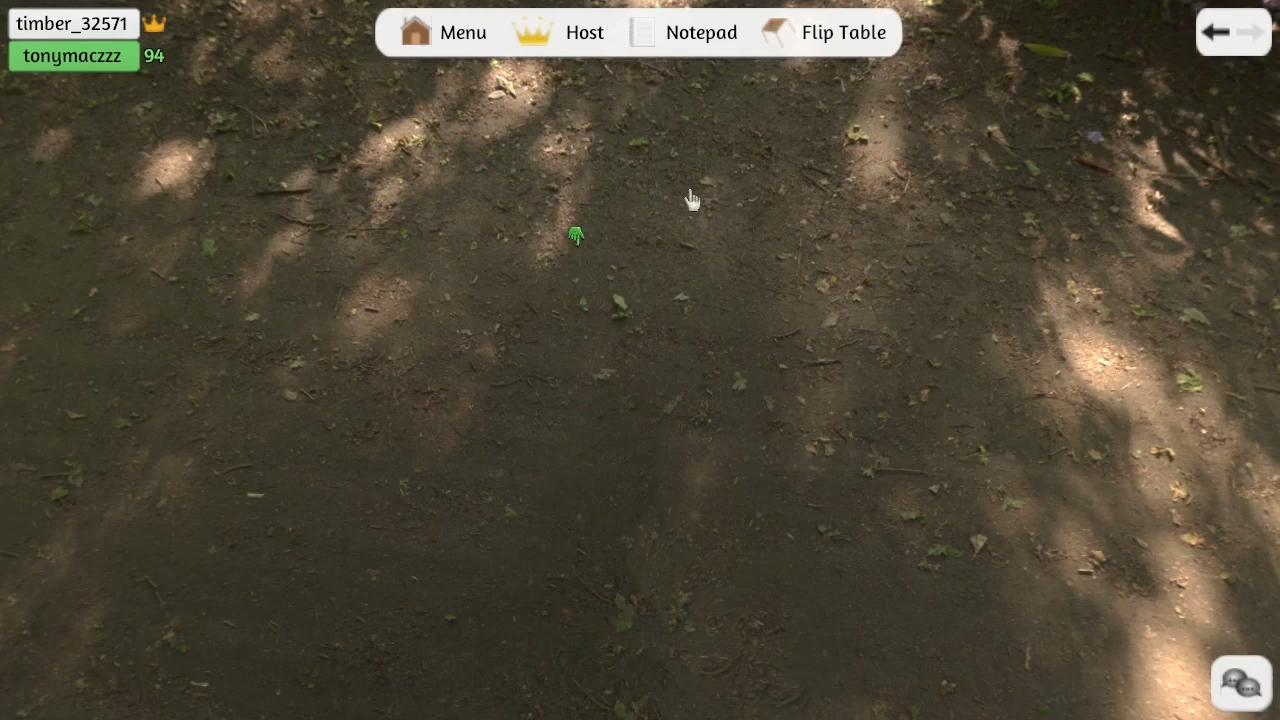 timber_32571
tonymaczzz 94
Menu
Host
Notepad
Flip Table